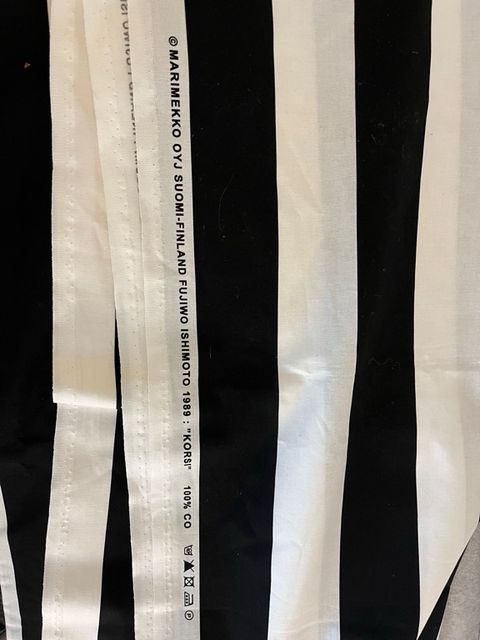 © MARIMEKKO OYJ SUOMI-FINLAND FUJIWO ISHIMOTO 1989 : "KORSI" 100% CO